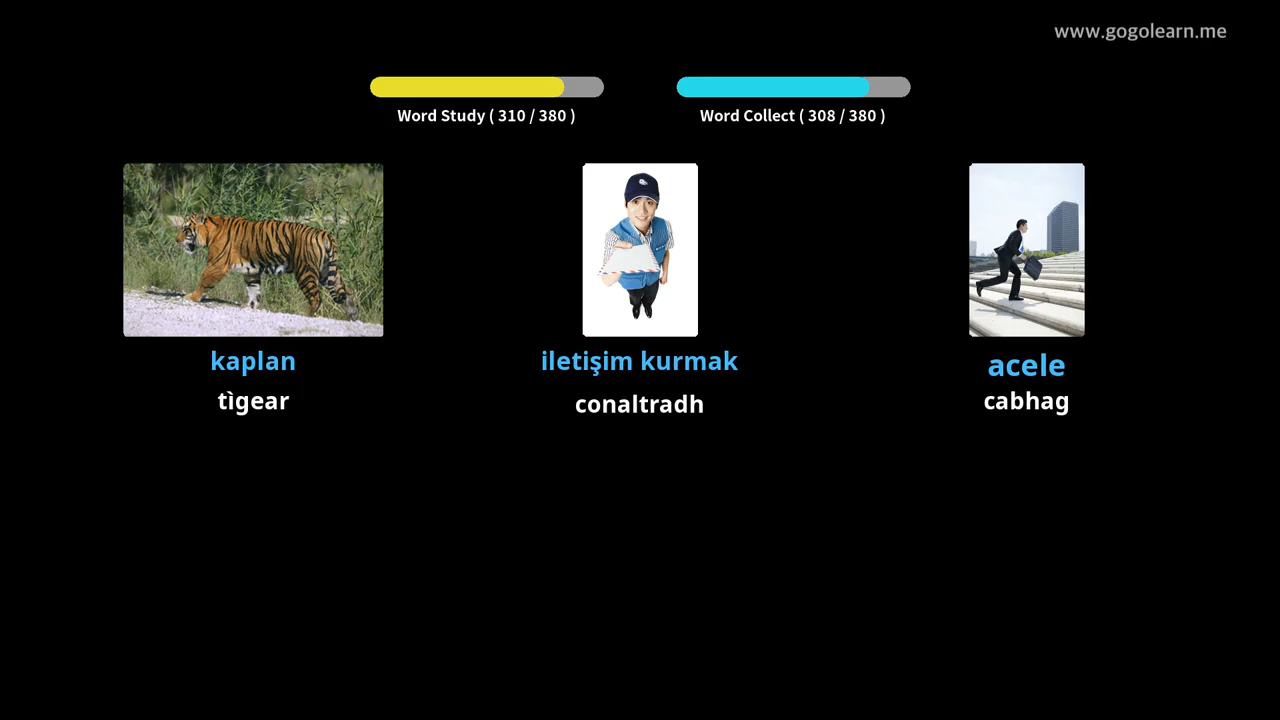 www.gogolearn.me
Word Study ( 310 / 380 )
Word Collect ( 308 / 380 )
kaplan
iletişim kurmak
acele
tìgear
conaltradh
cabhag